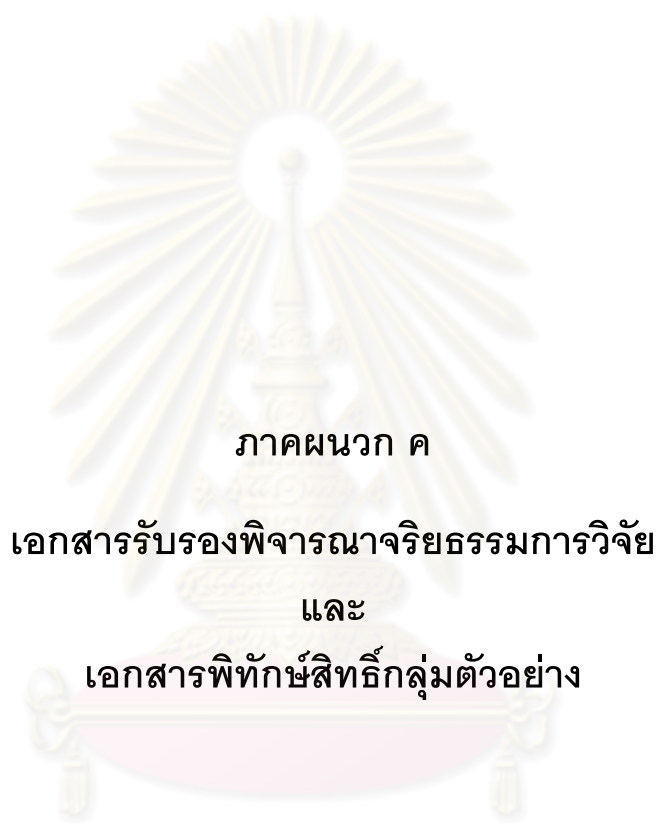 ภาคผนวก ค
เอกสารรับรองพิจารณาจริยธรรมการวิจัย
และ
เอกสารพิทักษ์สิทธิ์กลุ่มตัวอย่าง